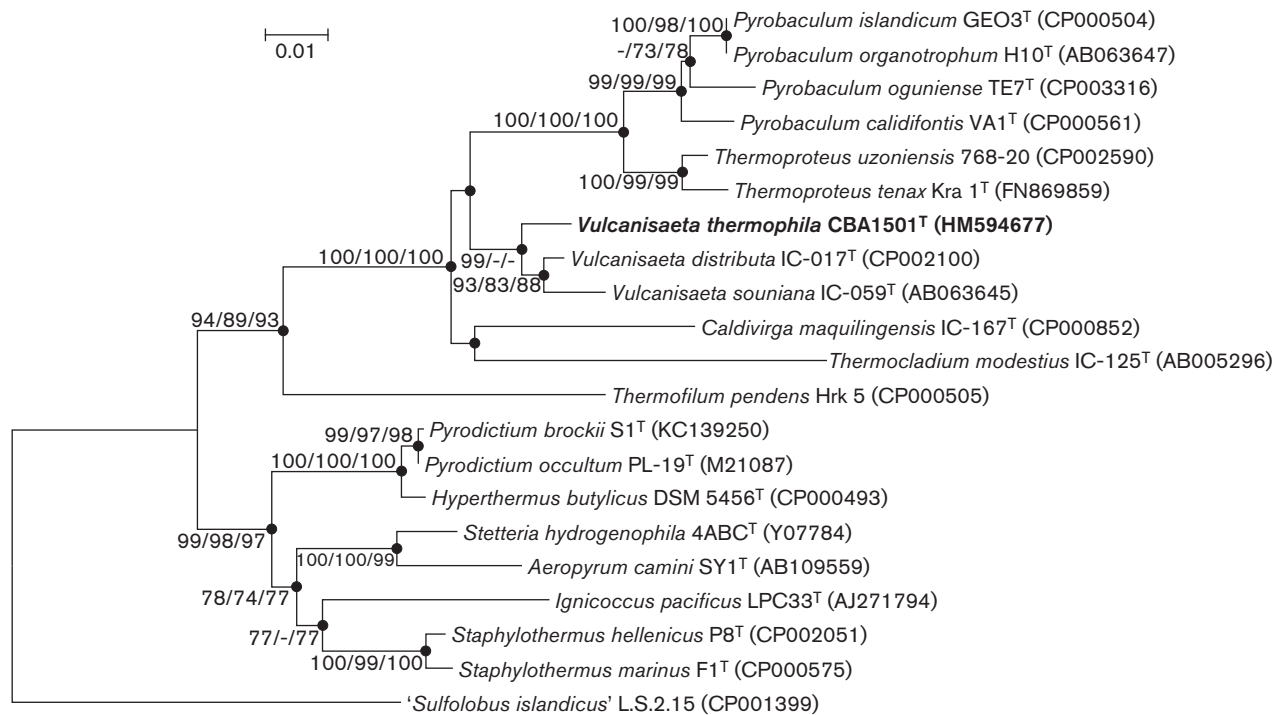 0.01
100/98/100
Pyrobaculum islandicum GEO3ᵀ (CP000504)
-/73/78
Pyrobaculum organotrophum H10ᵀ (AB063647)
99/99/99
Pyrobaculum oguniense TE7ᵀ (CP003316)
100/100/100
Pyrobaculum calidifontis VA1ᵀ (CP000561)
Thermoproteus uzoniensis 768-20 (CP002590)
100/99/99
Thermoproteus tenax Kra 1ᵀ (FN869859)
Vulcanisaeta thermophila CBA1501ᵀ (HM594677)
100/100/100
99/-/-
Vulcanisaeta distributa IC-017ᵀ (CP002100)
93/83/88
Vulcanisaeta souniana IC-059ᵀ (AB063645)
94/89/93
Caldivirga maquilingensis IC-167ᵀ (CP000852)
Thermocladium modestius IC-125ᵀ (AB005296)
Thermofilum pendens Hrk 5 (CP000505)
99/97/98
Pyrodictium brockii S1ᵀ (KC139250)
100/100/100
Pyrodictium occultum PL-19ᵀ (M21087)
Hyperthermus butylicus DSM 5456ᵀ (CP000493)
99/98/97
Stetteria hydrogenophila 4ABCᵀ (Y07784)
100/100/99
Aeropyrum camini SY1ᵀ (AB109559)
78/74/77
Ignicoccus pacificus LPC33ᵀ (AJ271794)
77/-/77
Staphylothermus hellenicus P8ᵀ (CP002051)
100/99/100
Staphylothermus marinus F1ᵀ (CP000575)
‘Sulfolobus islandicus’ L.S.2.15 (CP001399)